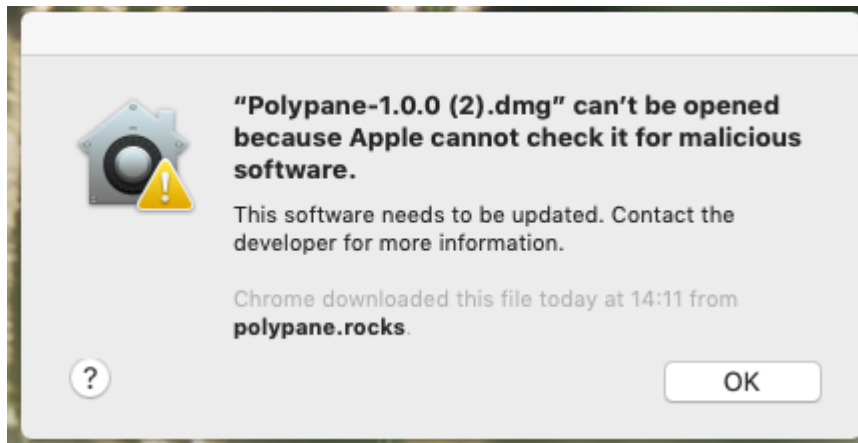 “Polypane-1.0.0 (2).dmg” can’t be opened
because Apple cannot check it for malicious
software.
This software needs to be updated. Contact the
developer for more information.
Chrome downloaded this file today at 14:11 from
polypane.rocks.
?
OK